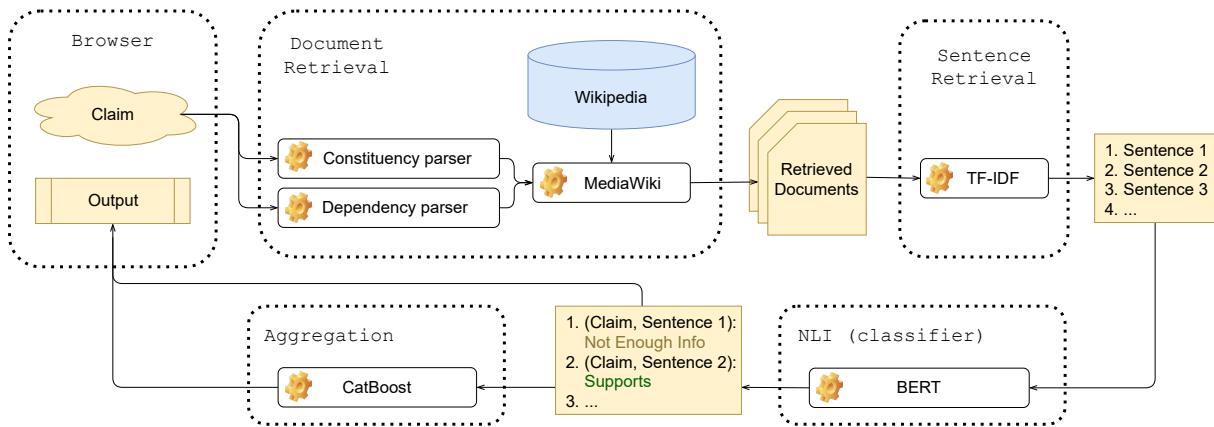 Browser
Claim
Output
Document
Retrieval
Wikipedia
Constituency parser
Dependency parser
MediaWiki
Retrieved
Documents
Sentence
Retrieval
TF-IDF
1. Sentence 1
2. Sentence 2
3. Sentence 3
4. ...
Aggregation
CatBoost
1. (Claim, Sentence 1):
Not Enough Info
2. (Claim, Sentence 2):
Supports
3. ...
NLI (classifier)
BERT